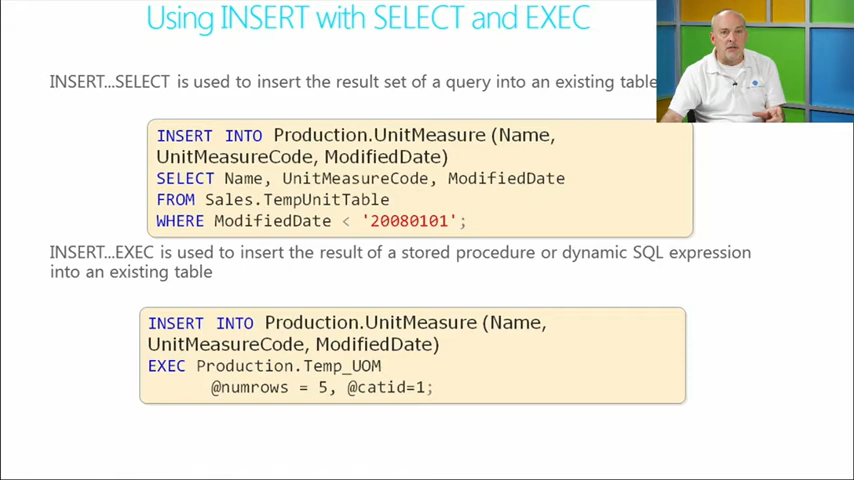 Using INSERT with SELECT and EXEC
INSERT...SELECT is used to insert the result set of a query into an existing table
INSERT INTO Production.UnitMeasure (Name,
UnitMeasureCode, ModifiedDate)
SELECT Name, UnitMeasureCode, ModifiedDate
FROM Sales.TempUnitTable
WHERE ModifiedDate < '20080101';
INSERT...EXEC is used to insert the result of a stored procedure or dynamic SQL expression
into an existing table
INSERT INTO Production.UnitMeasure (Name,
UnitMeasureCode, ModifiedDate)
EXEC Production.Temp_UOM
@numrows = 5, @catid=1;